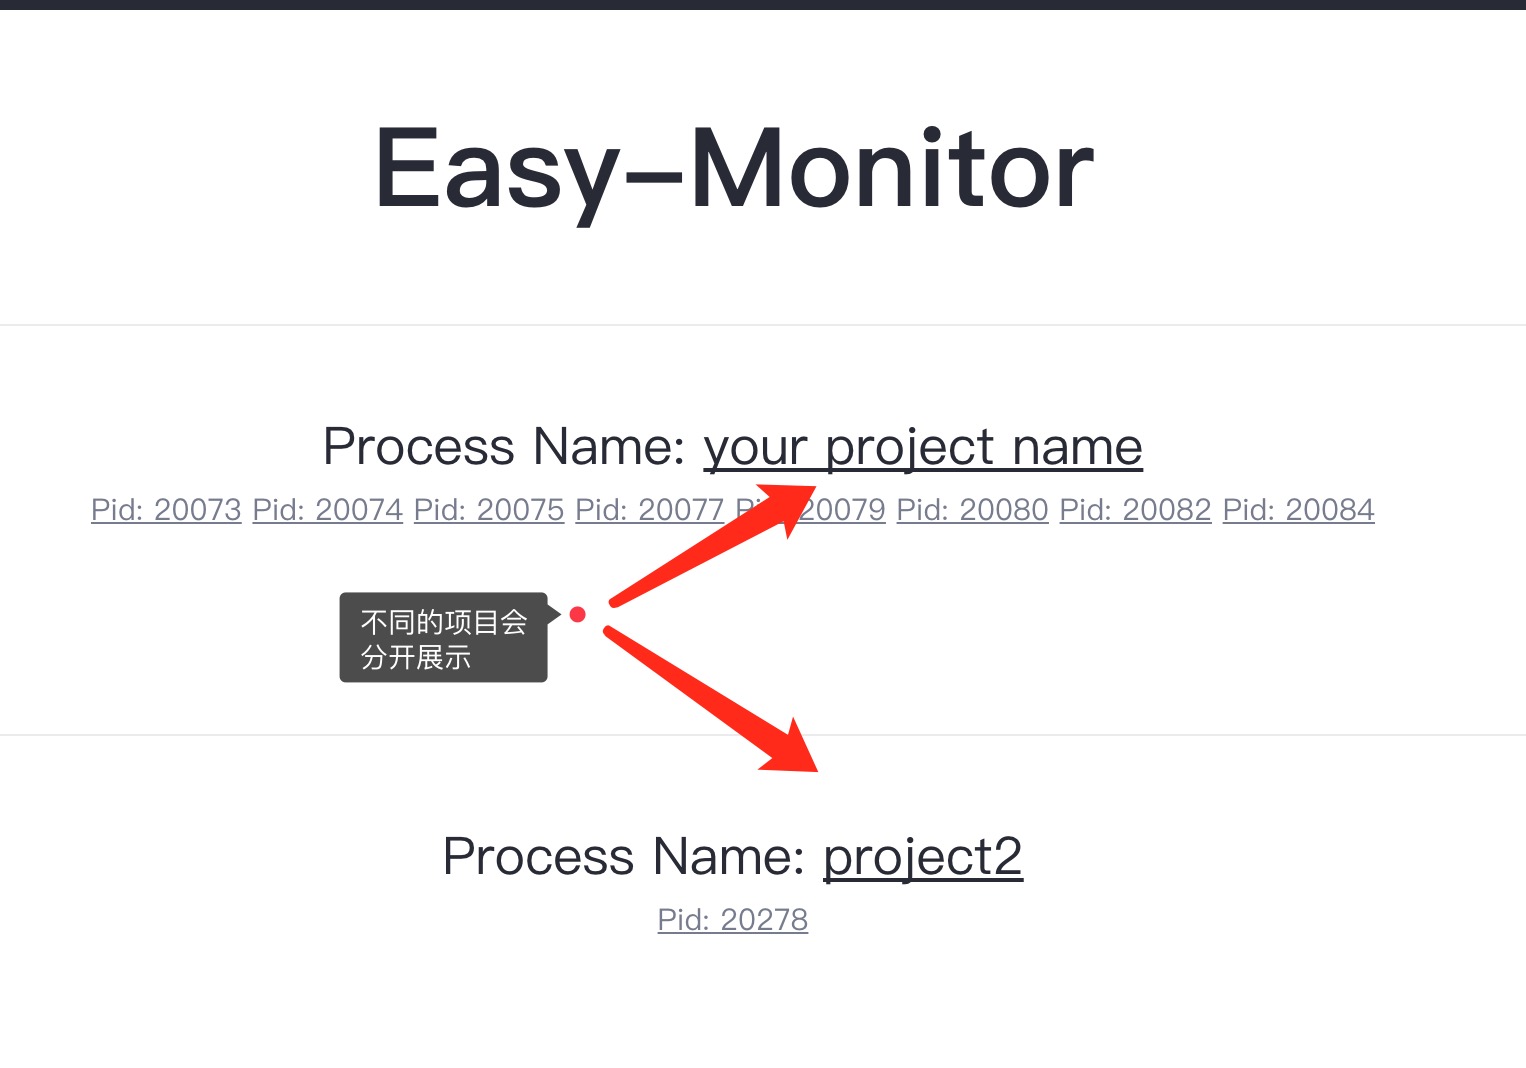 Easy-Monitor
Process Name: your project name
Pid: 20073 Pid: 20074 Pid: 20075 Pid: 20077 20079 Pid: 20080 Pid: 20082 Pid: 20084
不同的项目会
分开展示
Process Name: project2
Pid: 20278